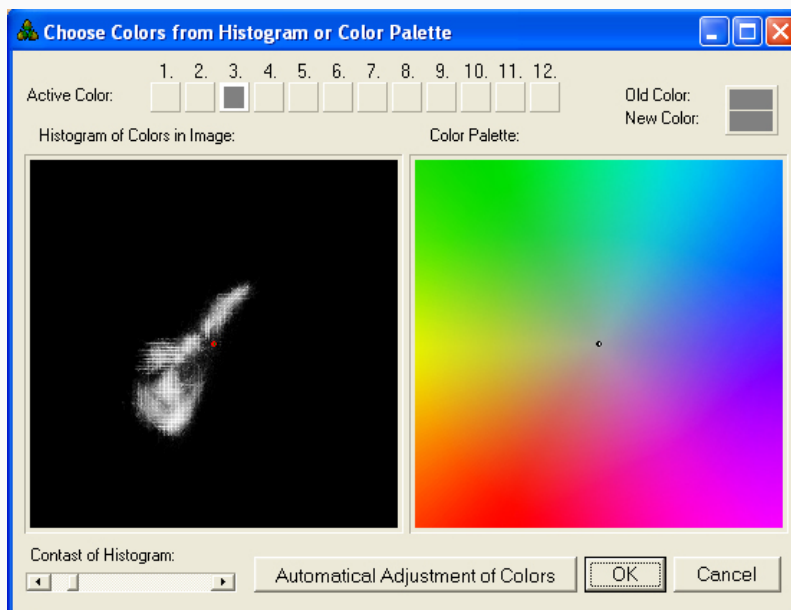 Choose Colors from Histogram or Color Palette
1. 2. 3. 4. 5. 6. 7. 8. 9. 10. 11. 12.
Active Color:
Old Color:
New Color:
Histogram of Colors in Image:
Color Palette:
Contast of Histogram:
Automatical Adjustment of Colors
OK
Cancel